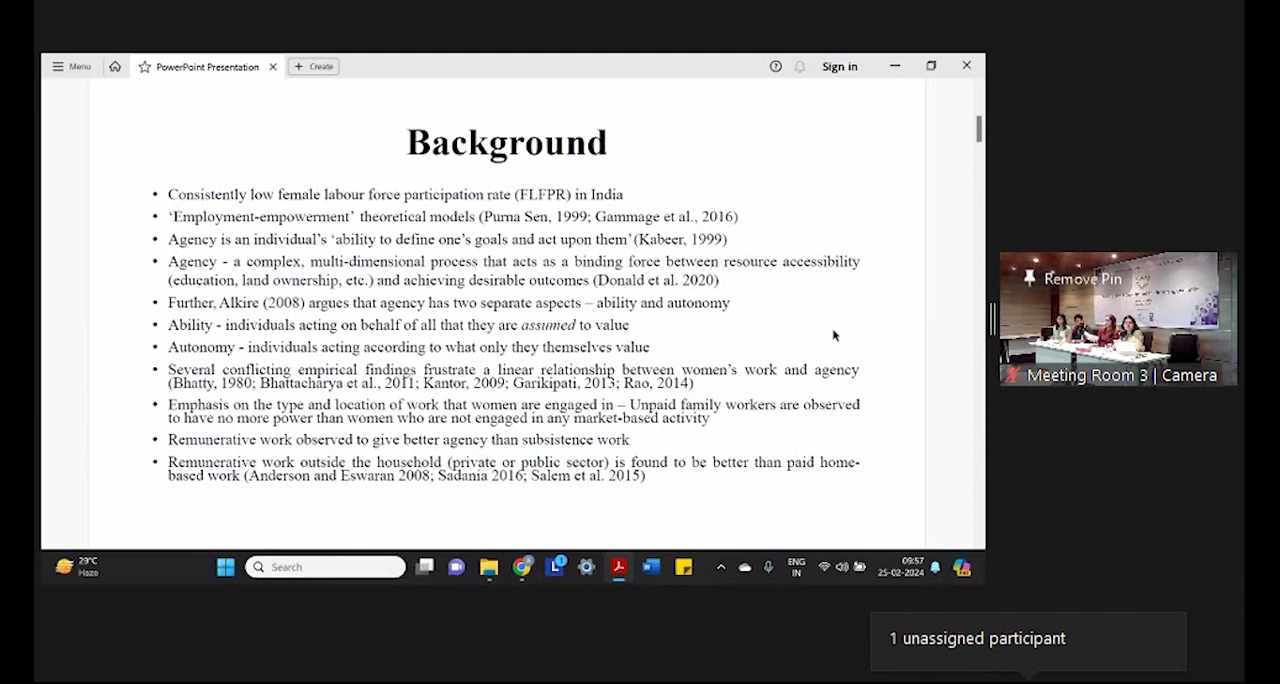 Menu
PowerPoint Presentation
Create
Sign in
Background
• Consistently low female labour force participation rate (FLFPR) in India
• ‘Employment-empowerment’ theoretical models (Purna Sen, 1999; Gammage et al., 2016)
• Agency is an individual’s ‘ability to define one’s goals and act upon them’(Kabeer, 1999)
• Agency - a complex, multi-dimensional process that acts as a binding force between resource accessibility
(education, land ownership, etc.) and achieving desirable outcomes (Donald et al. 2020)
• Further, Alkire (2008) argues that agency has two separate aspects – ability and autonomy
• Ability - individuals acting on behalf of all that they are assumed to value
• Autonomy - individuals acting according to what only they themselves value
• Several conflicting empirical findings frustrate a linear relationship between women’s work and agency
(Bhatty, 1980; Bhattacharya et al., 2011; Kantor, 2009; Garikipati, 2013; Rao, 2014)
• Emphasis on the type and location of work that women are engaged in – Unpaid family workers are observed
to have no more power than women who are not engaged in any market-based activity
• Remunerative work observed to give better agency than subsistence work
• Remunerative work outside the household (private or public sector) is found to be better than paid home-
based work (Anderson and Eswaran 2008; Sadania 2016; Salem et al. 2015)
Remove Pin
Meeting Room 3 | Camera
29°C
Haze
Search
ENG
IN
09:57
25-02-2024
1 unassigned participant